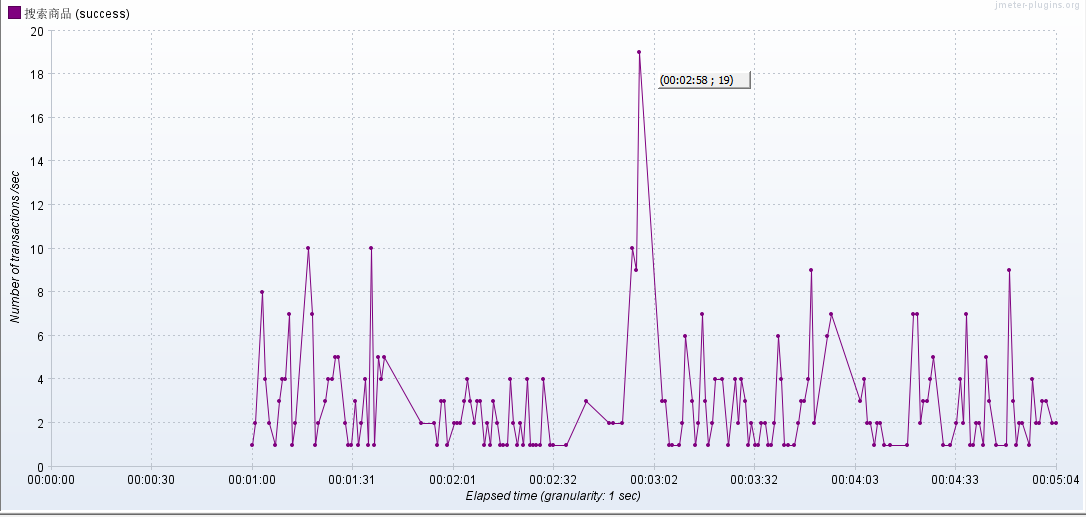 jmeter-plugins.org
搜索商品 (success)
20
18
16
14
12
10
8
6
4
2
0
Number of transactions /sec
(00:02:58 ; 19)
00:00:00 00:00:30 00:01:00 00:01:31 00:02:01 00:02:32 00:03:02 00:03:32 00:04:03 00:04:33 00:05:04
Elapsed time (granularity: 1 sec)